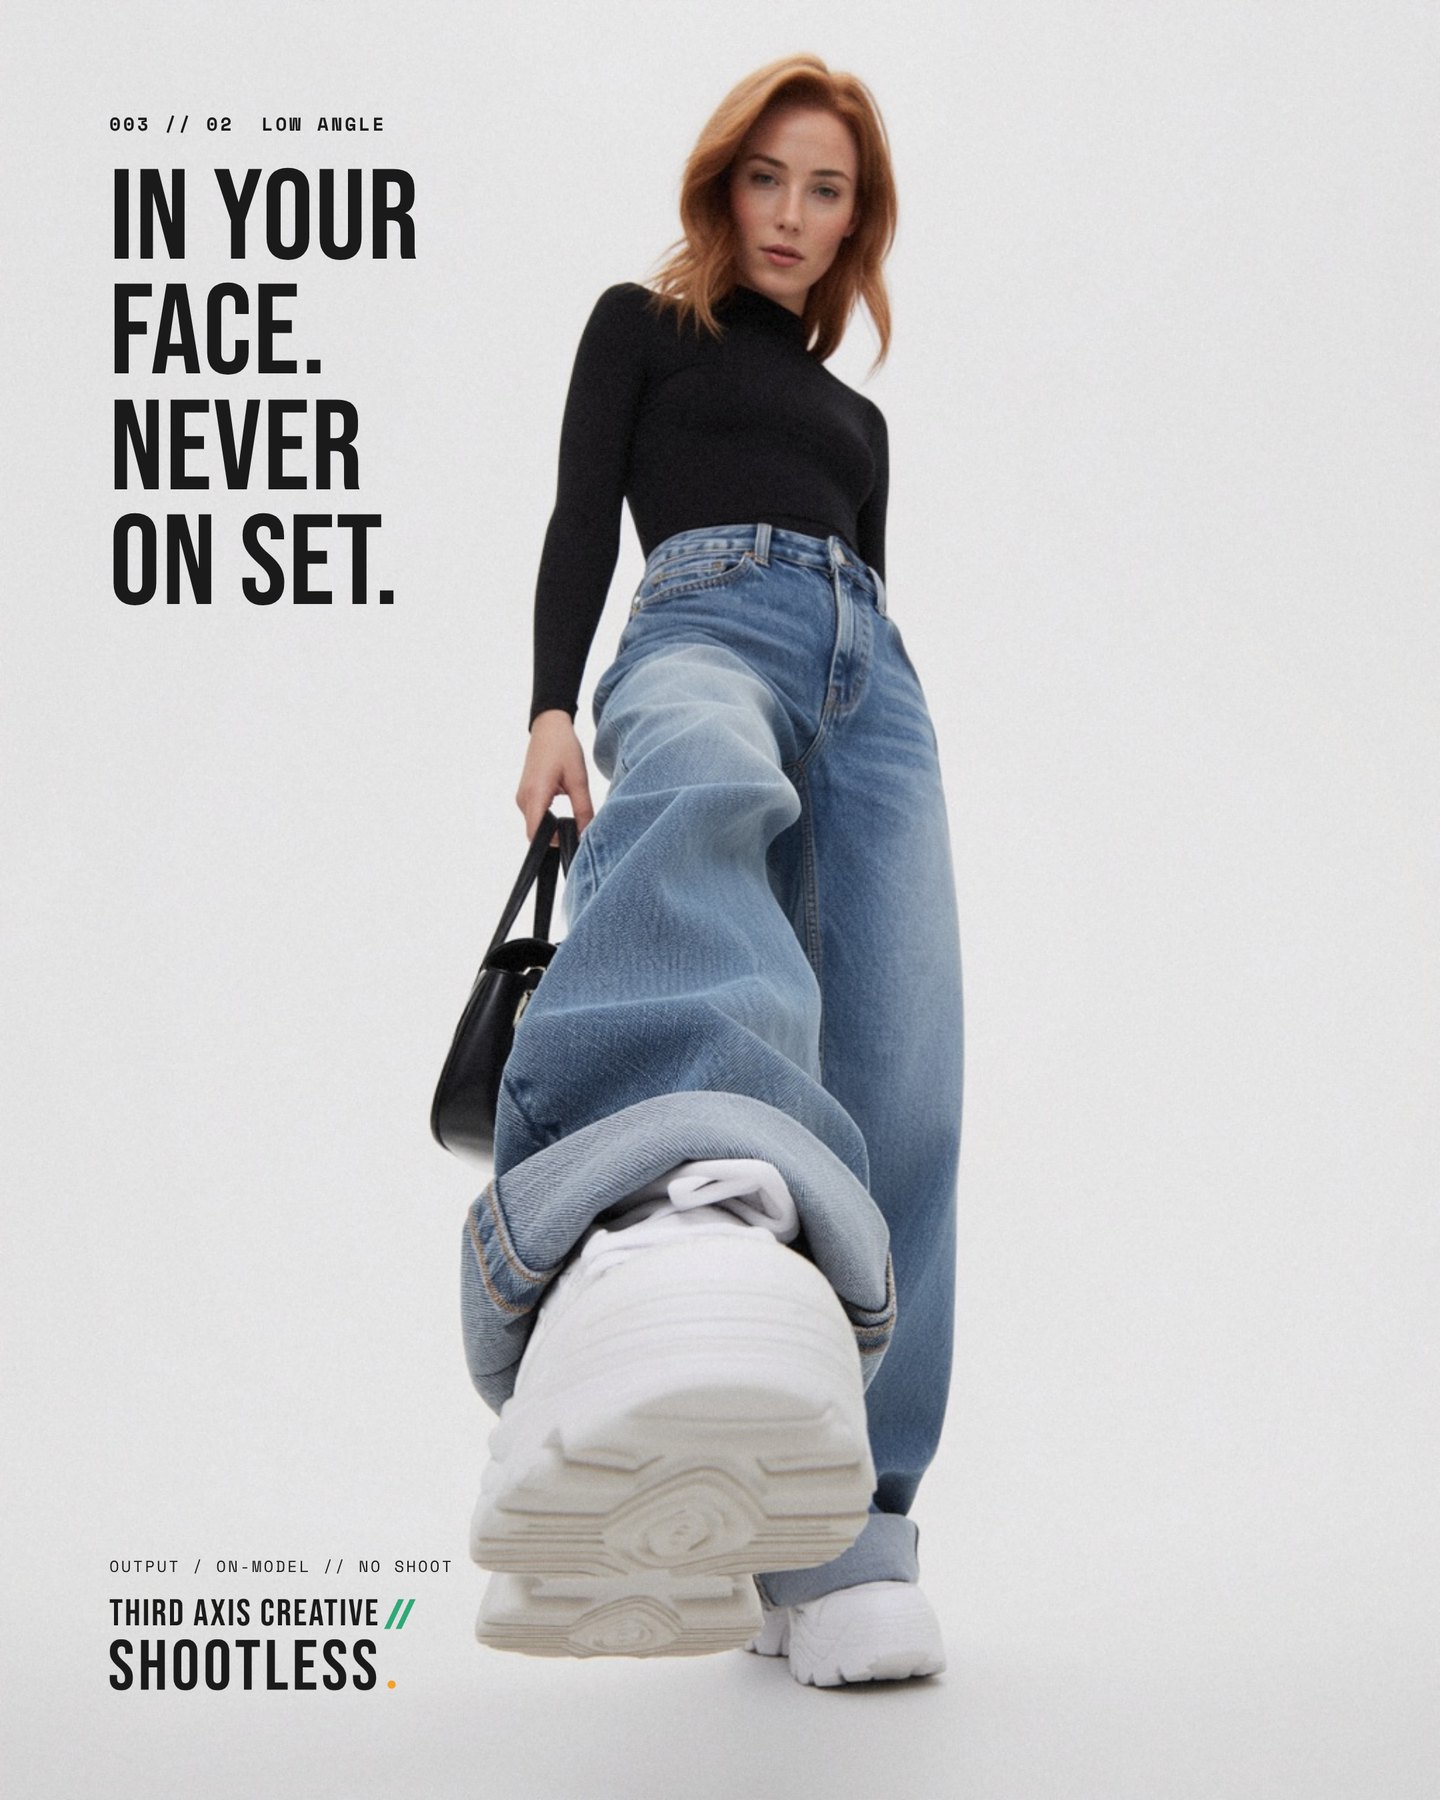 003 // 02 LOW ANGLE
IN YOUR
FACE.
NEVER
ON SET.
OUTPUT / ON-MODEL // NO SHOOT
THIRD AXIS CREATIVE //
SHOOTLESS.